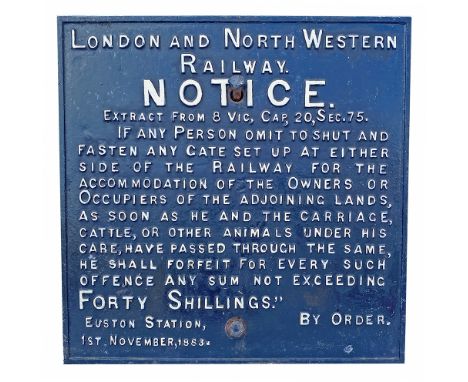 LONDON AND NORTH WESTERN
RAILWAY.
NOTICE.
EXTRACT FROM 8 VIC, CAP, 20, SEC. 75.
IF ANY PERSON OMIT TO SHUT AND
FASTEN ANY GATE SET UP AT EITHER
SIDE OF THE RAILWAY FOR THE
ACCOMMODATION OF THE OWNERS OR
OCCUPIERS OF THE ADJOINING LANDS,
AS SOON AS HE AND THE CARRIAGE,
CATTLE, OR OTHER ANIMALS UNDER HIS
CARE, HAVE PASSED THROUGH THE SAME,
HE SHALL FORFEIT FOR EVERY SUCH
OFFENCE ANY SUM NOT EXCEEDING
FORTY SHILLINGS."
EUSTON STATION, BY ORDER.
1ST NOVEMBER, 1883.